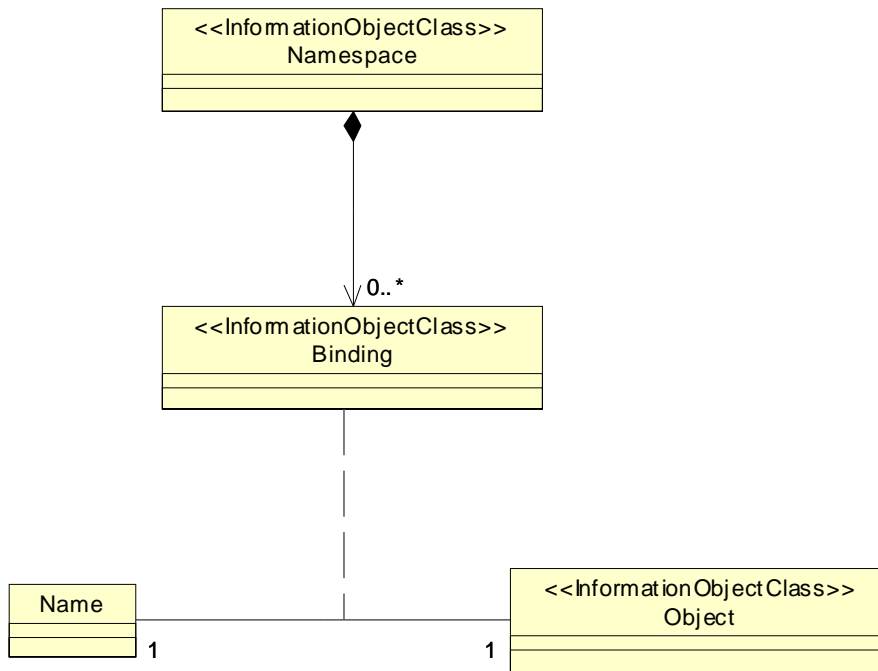 <<InformationObjectClass>>
Namespace
0..*
<<InformationObjectClass>>
Binding
Name
1
1
<<InformationObjectClass>>
Object